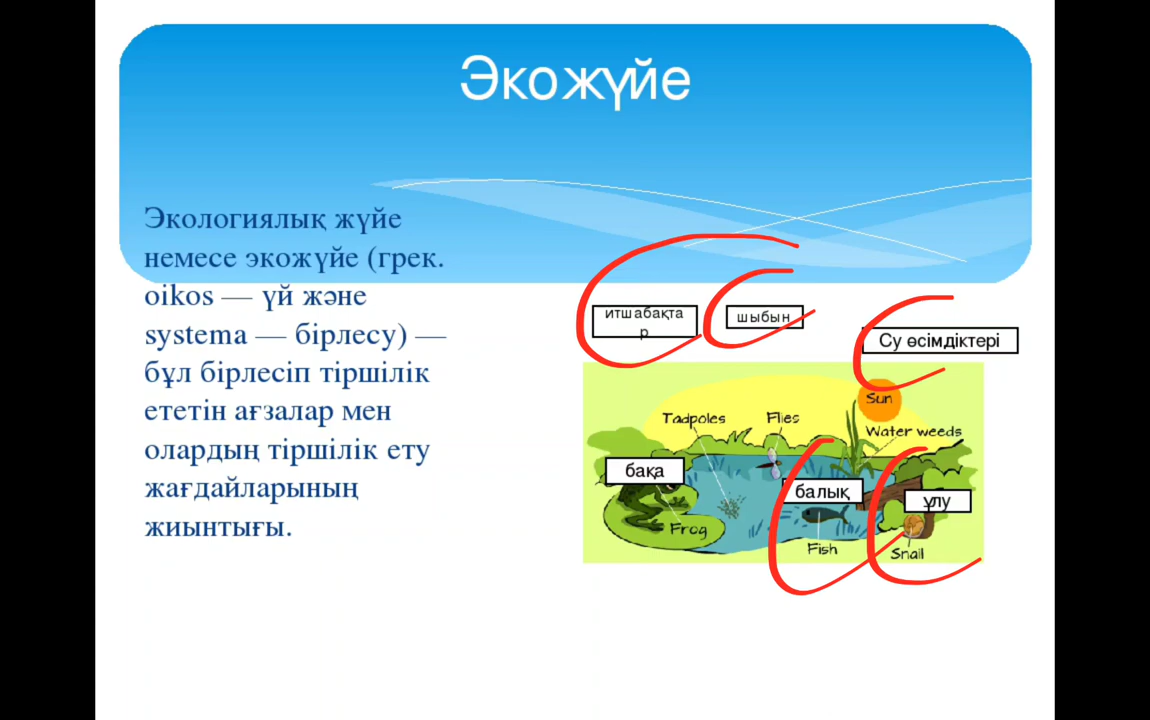 Экожүйе
Экологиялық жүйе
немесе экожүйе (грек.
oikos — үй және
systema — бірлесу) —
бұл бірлесіп тіршілік
ететін ағзалар мен
олардың тіршілік ету
жағдайларының
жиынтығы.
итшабақта
р
шыбын
Су өсімдіктері
Sun
Tadpoles
Flies
Water weeds
бақа
балық
ұлу
Frog
Fish
Snail